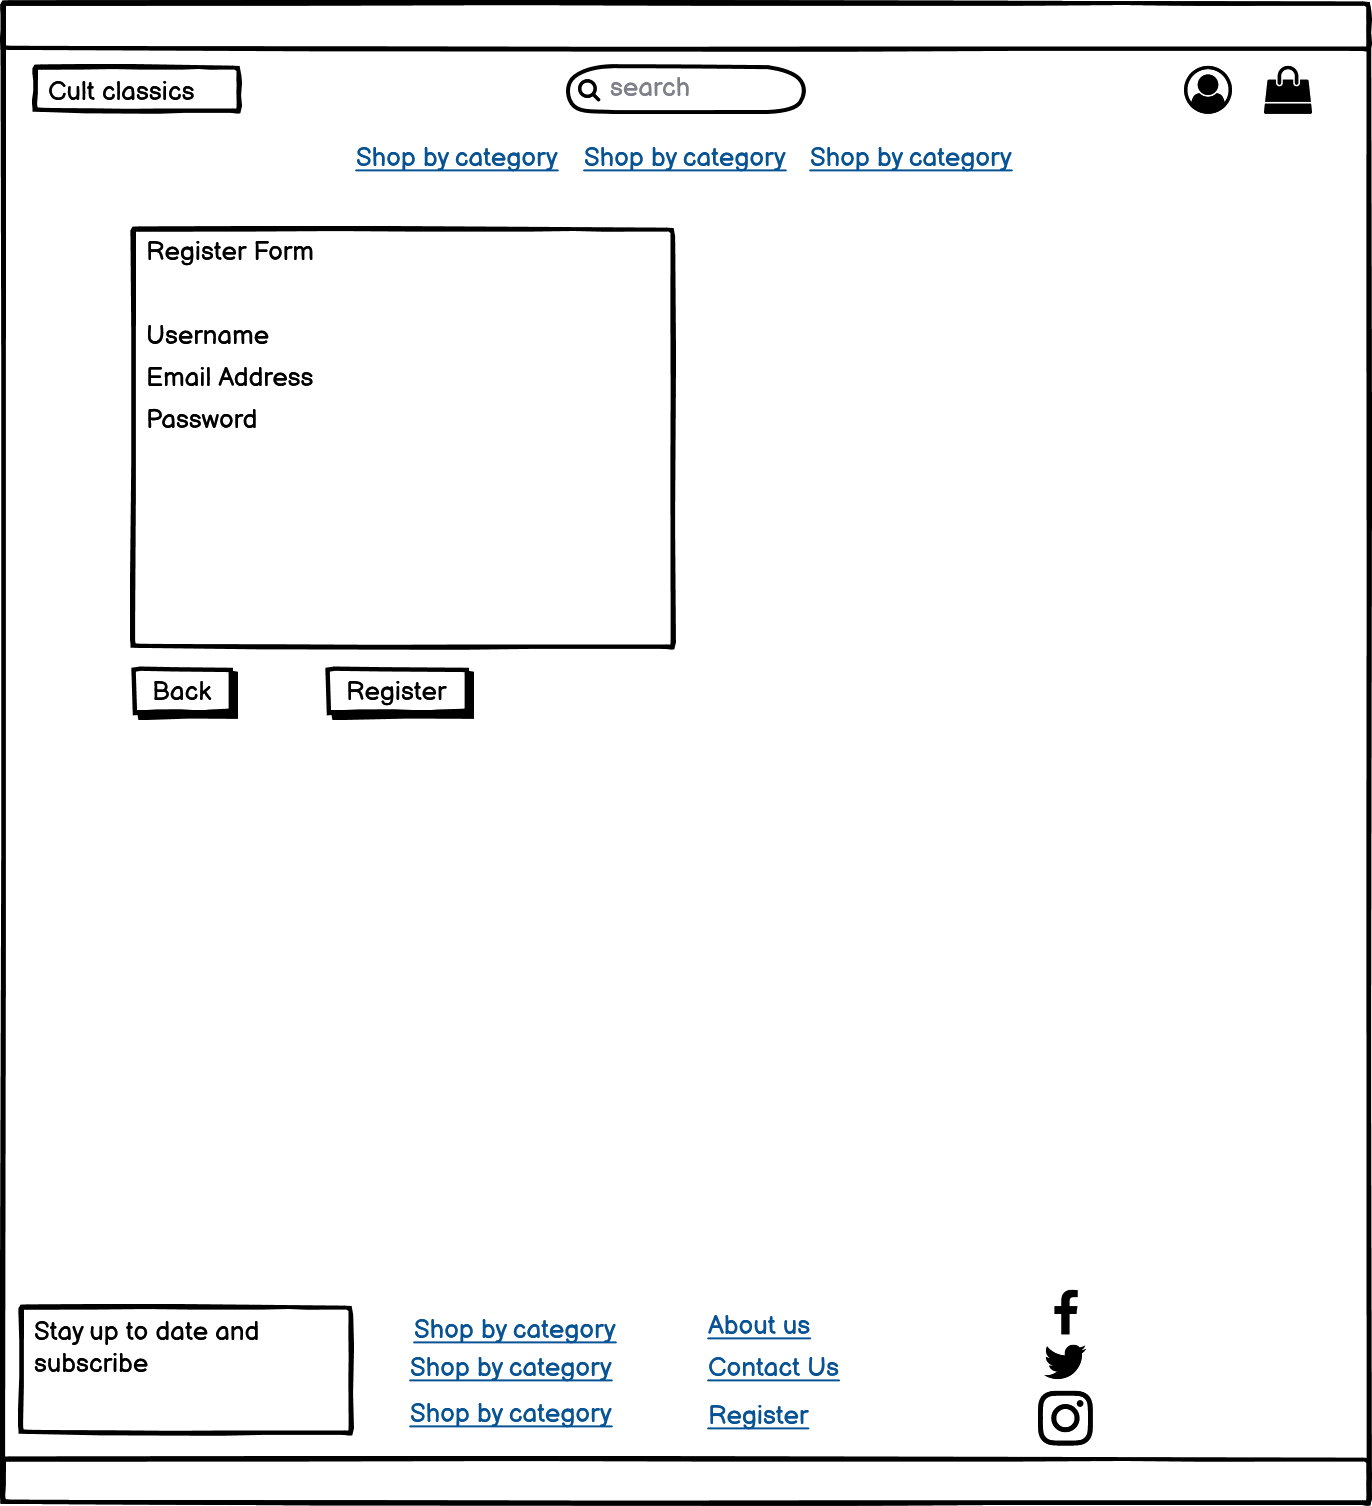 Cult classics
search
Shop by category Shop by category Shop by category
Register Form
Username
Email Address
Password
Back Register
Stay up to date and
subscribe
Shop by category
Shop by category
Shop by category
About us
Contact Us
Register